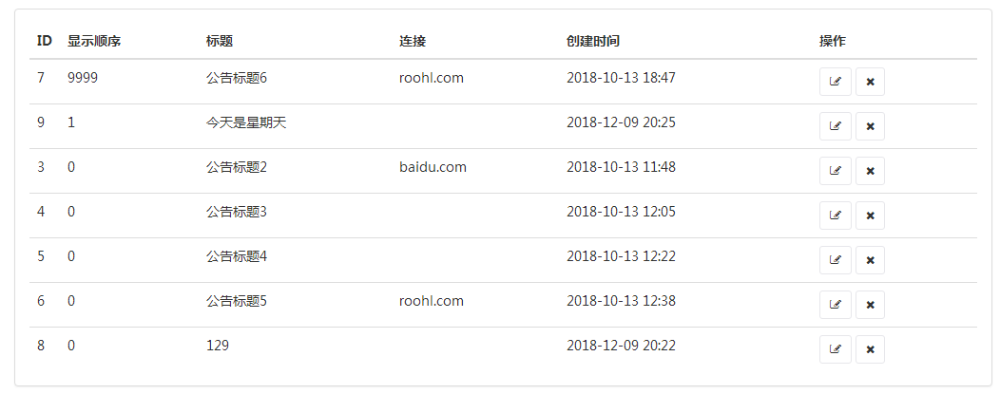 ID 显示顺序 标题 连接 创建时间 操作
7 9999 公告标题6 roohl.com 2018-10-13 18:47
9 1 今天是星期天 2018-12-09 20:25
3 0 公告标题2 baidu.com 2018-10-13 11:48
4 0 公告标题3 2018-10-13 12:05
5 0 公告标题4 2018-10-13 12:22
6 0 公告标题5 roohl.com 2018-10-13 12:38
8 0 129 2018-12-09 20:22